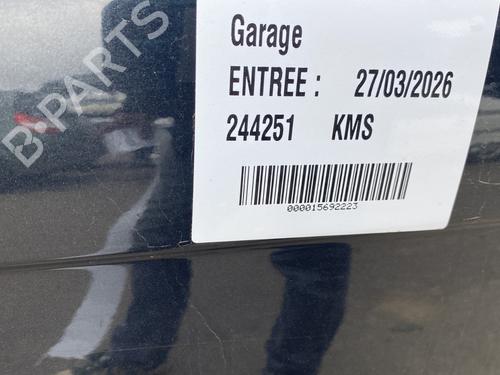 Garage
ENTREE : 27/03/2026
244251 KMS
000015692223
B-PARTS